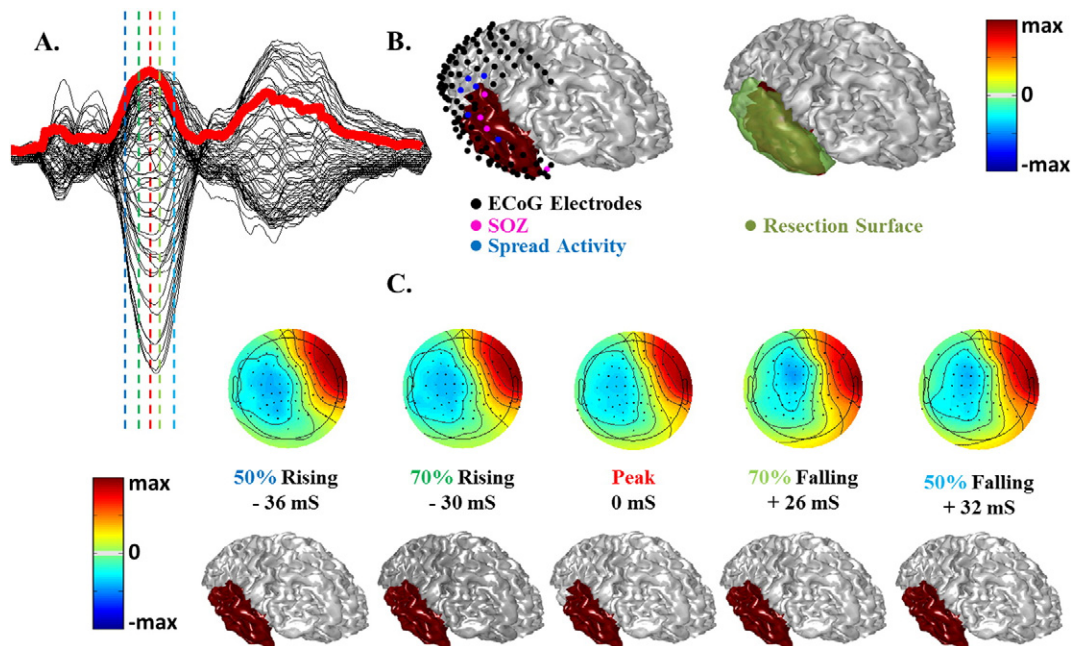 A.
B.
max
0
-max
ECoG Electrodes
SOZ
Spread Activity
Resection Surface
C.
50% Rising
- 36 mS
70% Rising
- 30 mS
Peak
0 mS
70% Falling
+ 26 mS
50% Falling
+ 32 mS
max
0
-max